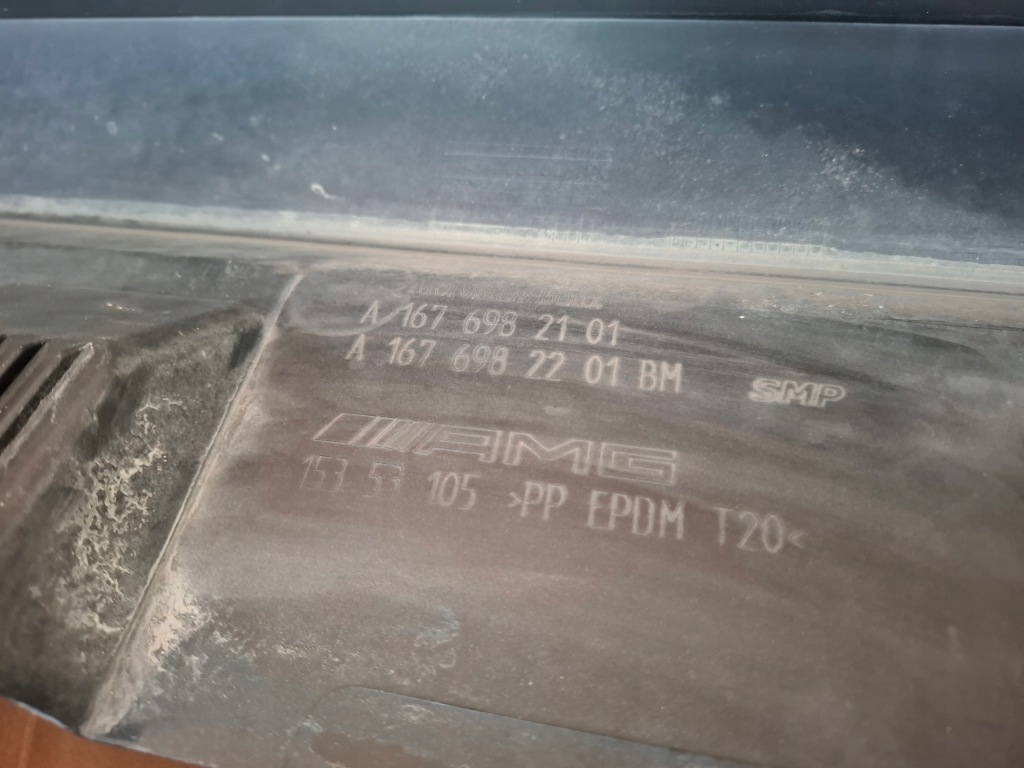 A 167 698 21 01
A 167 698 22 01 BM
SMP
AMG
153 53 105 >PP EPDM T20<